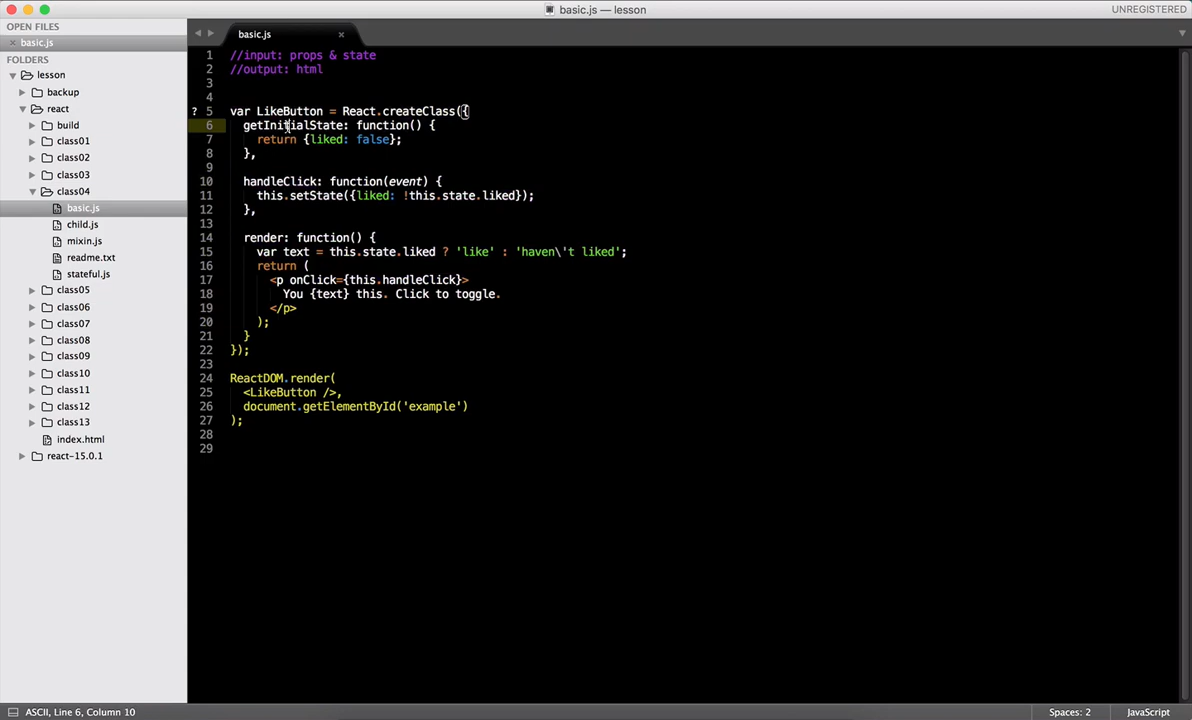 basic.js — lesson
UNREGISTERED
OPEN FILES
× basic.js
FOLDERS
lesson
backup
react
build
class01
class02
class03
class04
basic.js
child.js
mixin.js
readme.txt
stateful.js
class05
class06
class07
class08
class09
class10
class11
class12
class13
index.html
react-15.0.1
basic.js ×
1 //input: props & state
2 //output: html
3
4
? 5 var LikeButton = React.createClass({
6   getInitialState: function() {
7     return {liked: false};
8   },
9
10   handleClick: function(event) {
11     this.setState({liked: !this.state.liked});
12   },
13
14   render: function() {
15     var text = this.state.liked ? 'like' : 'haven\'t liked';
16     return (
17       <p onClick={this.handleClick}>
18         You {text} this. Click to toggle.
19       </p>
20     );
21   }
22 });
23
24 ReactDOM.render(
25   <LikeButton />,
26   document.getElementById('example')
27 );
28
29
ASCII, Line 6, Column 10
Spaces: 2
JavaScript